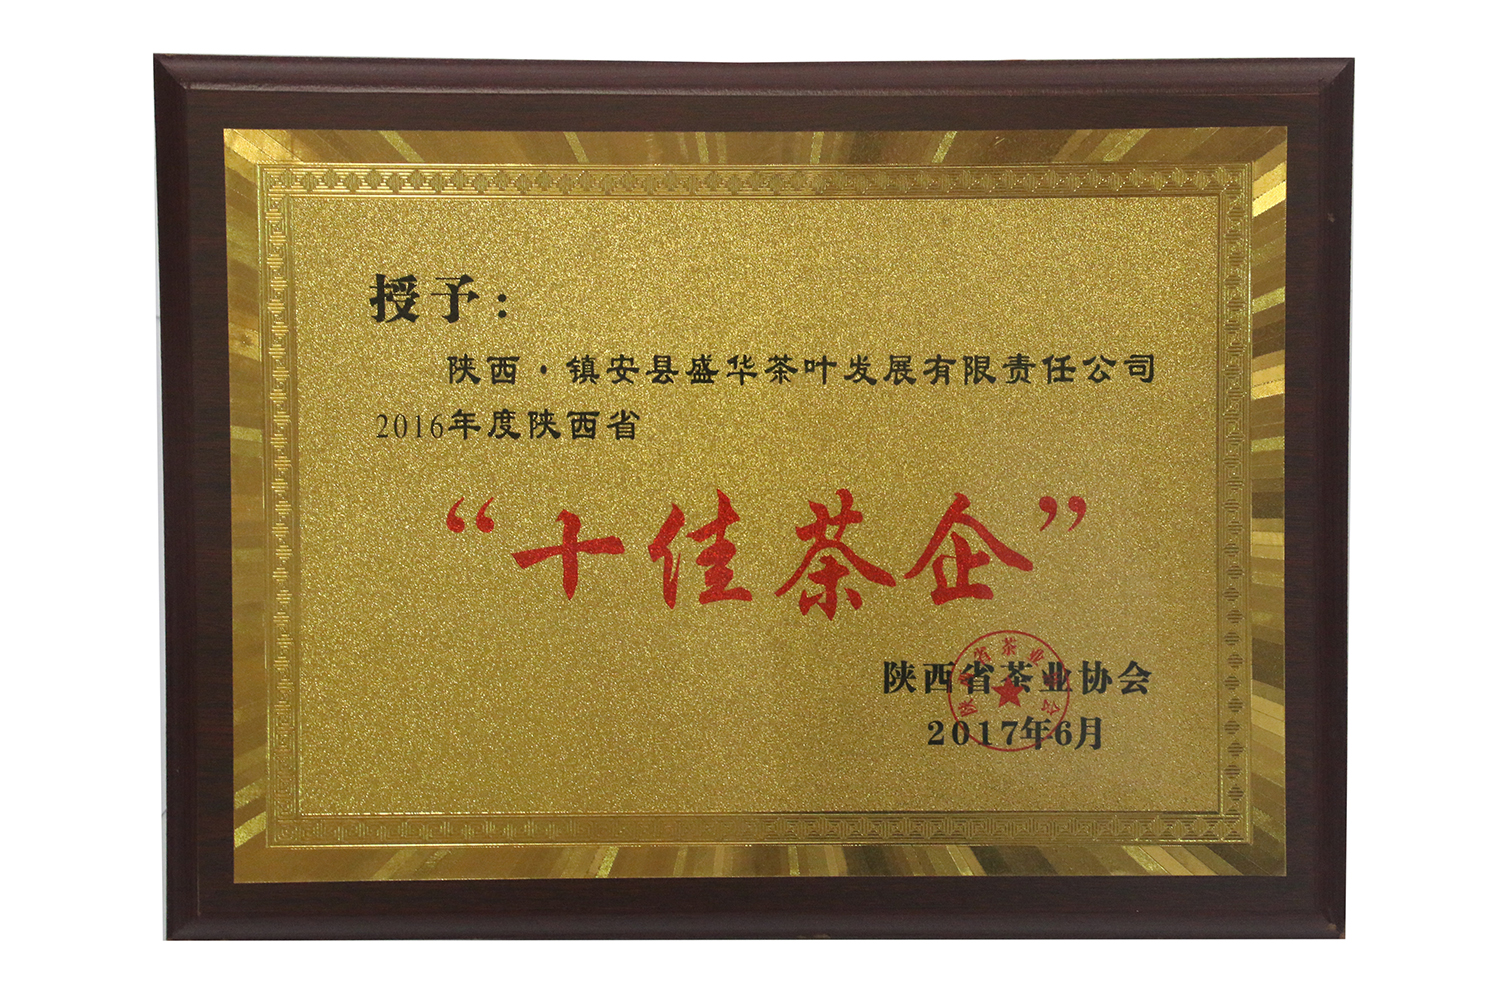 授予：
陕西·镇安县盛华茶叶发展有限责任公司
2016年度陕西省
“十佳茶企”
陕西省茶业协会
2017年6月